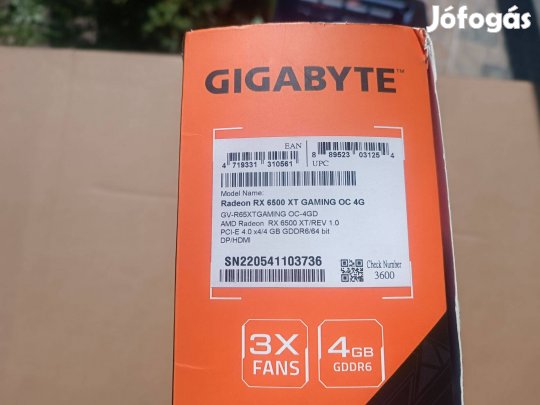 Jófogás
GIGABYTE™
EAN
4 719331 310561
8 89523 03125 4
UPC
Model Name:
Radeon RX 6500 XT GAMING OC 4G
GV-R65XTGAMING OC-4GD
AMD Radeon RX 6500 XT/REV 1.0
PCI-E 4.0 x4/4 GB GDDR6/64 bit
DP/HDMI
SN220541103736
Check Number
3600
3X
FANS
4GB
GDDR6